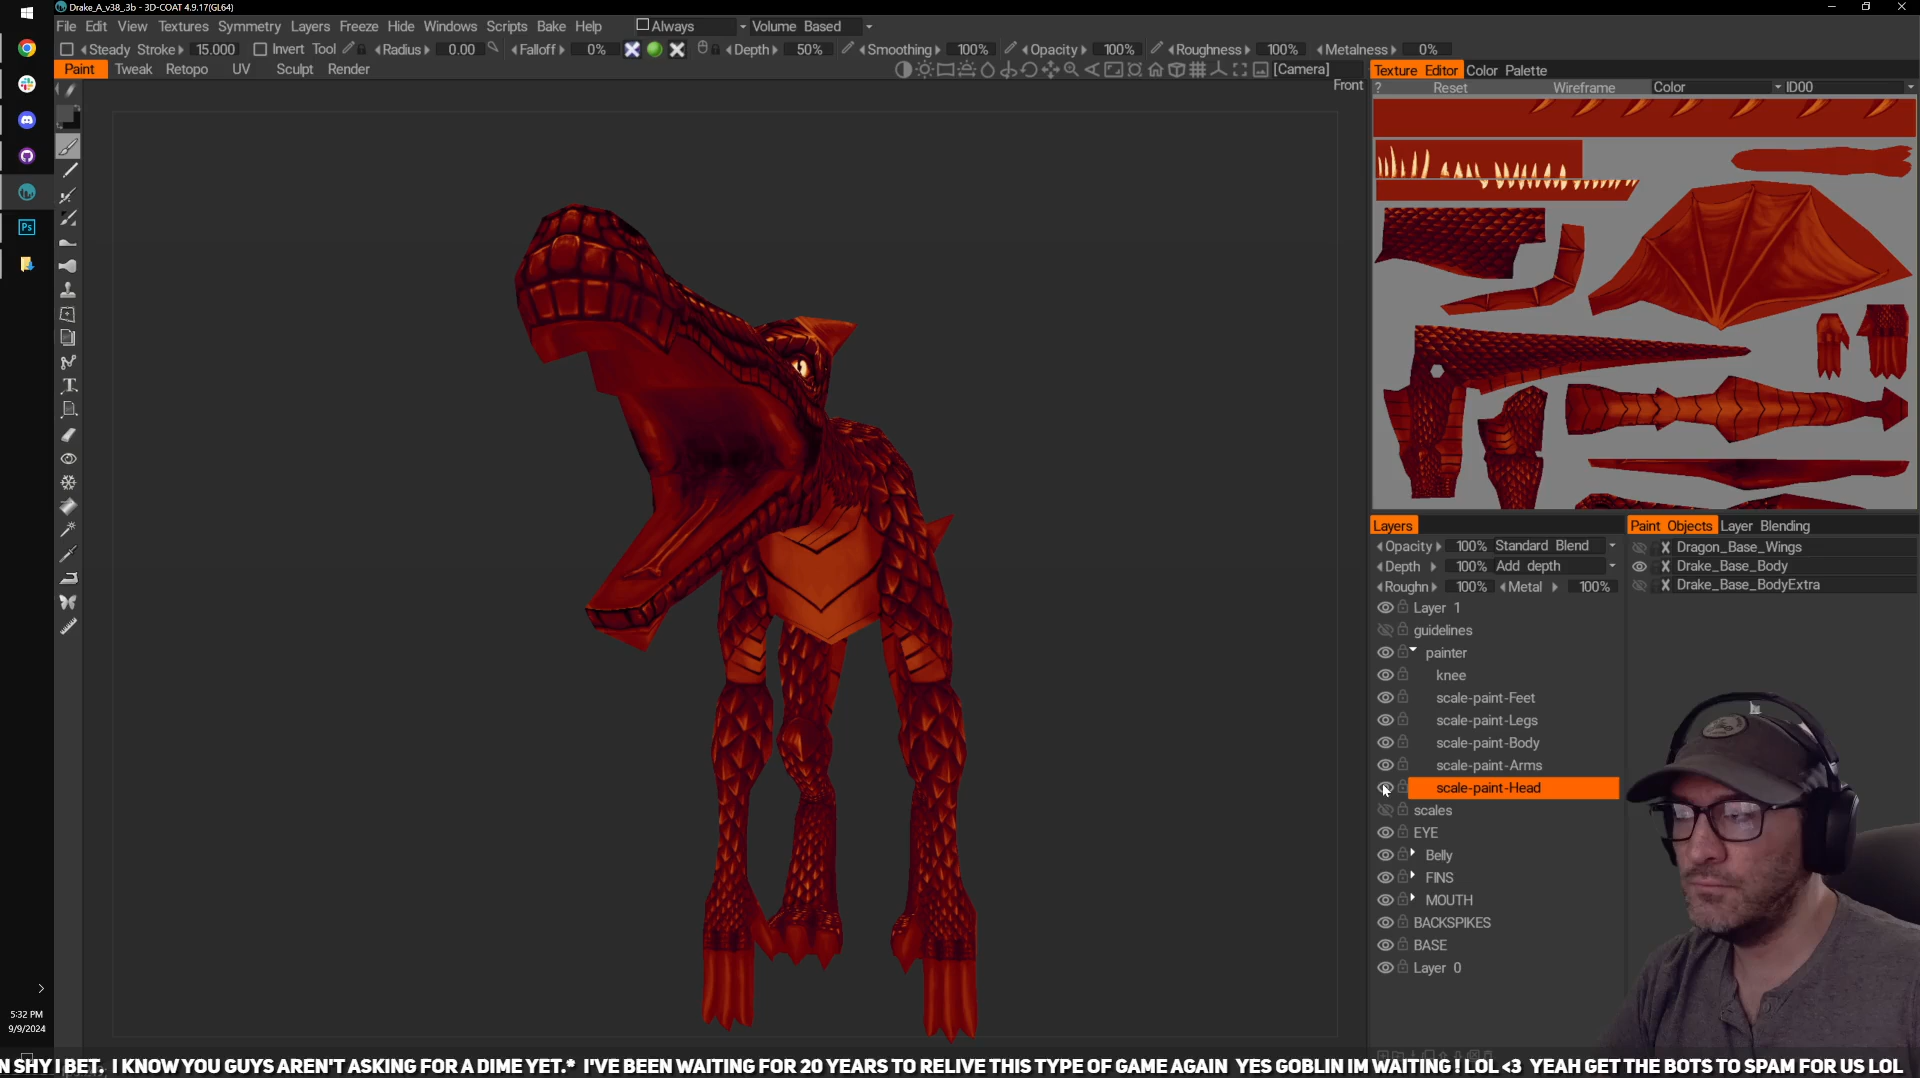 Drake_A_v38_.3b - 3D-COAT 4.9.17(GL64)
File Edit View Textures Symmetry Layers Freeze Hide Windows Scripts Bake Help Always Volume Based
Steady Stroke 15.000 Invert Tool Radius 0.00 Falloff 0% Depth 50% Smoothing 100% Opacity 100% Roughness 100% Metalness 0%
Paint Tweak Retopo UV Sculpt Render [Camera]
Front
Texture Editor Color Palette
? Reset Wireframe Color ID00
Layers
Opacity 100% Standard Blend
Depth 100% Add depth
Roughn 100% Metal 100%
Layer 1
guidelines
painter
knee
scale-paint-Feet
scale-paint-Legs
scale-paint-Body
scale-paint-Arms
scale-paint-Head
scales
EYE
Belly
FINS
MOUTH
BACKSPIKES
BASE
Layer 0
Paint Objects Layer Blending
X Dragon_Base_Wings
X Drake_Base_Body
X Drake_Base_BodyExtra
Ps
5:32 PM
9/9/2024
N SHY I BET. I KNOW YOU GUYS AREN'T ASKING FOR A DIME YET.* I'VE BEEN WAITING FOR 20 YEARS TO RELIVE THIS TYPE OF GAME AGAIN YES GOBLIN IM WAITING ! LOL <3 YEAH GET THE BOTS TO SPAM FOR US LOL